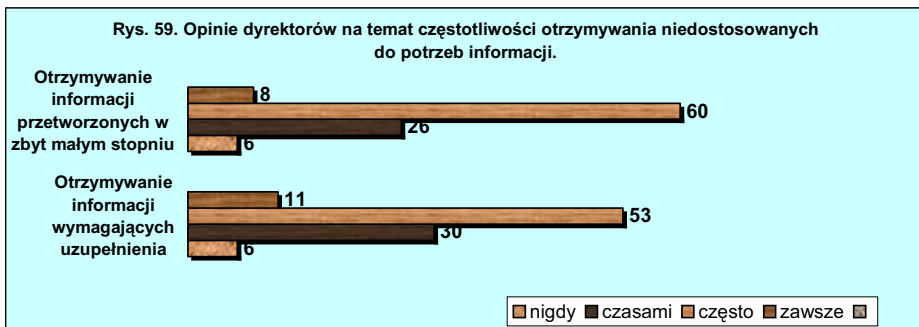 Rys. 59. Opinie dyrektorów na temat częstotliwości otrzymywania niedostosowanych
do potrzeb informacji.
Otrzymywanie
informacji
przetworzonych w
zbyt małym stopniu
8
60
26
6
Otrzymywanie
informacji
wymagających
uzupełnienia
11
53
30
6
nigdy czasami często zawsze